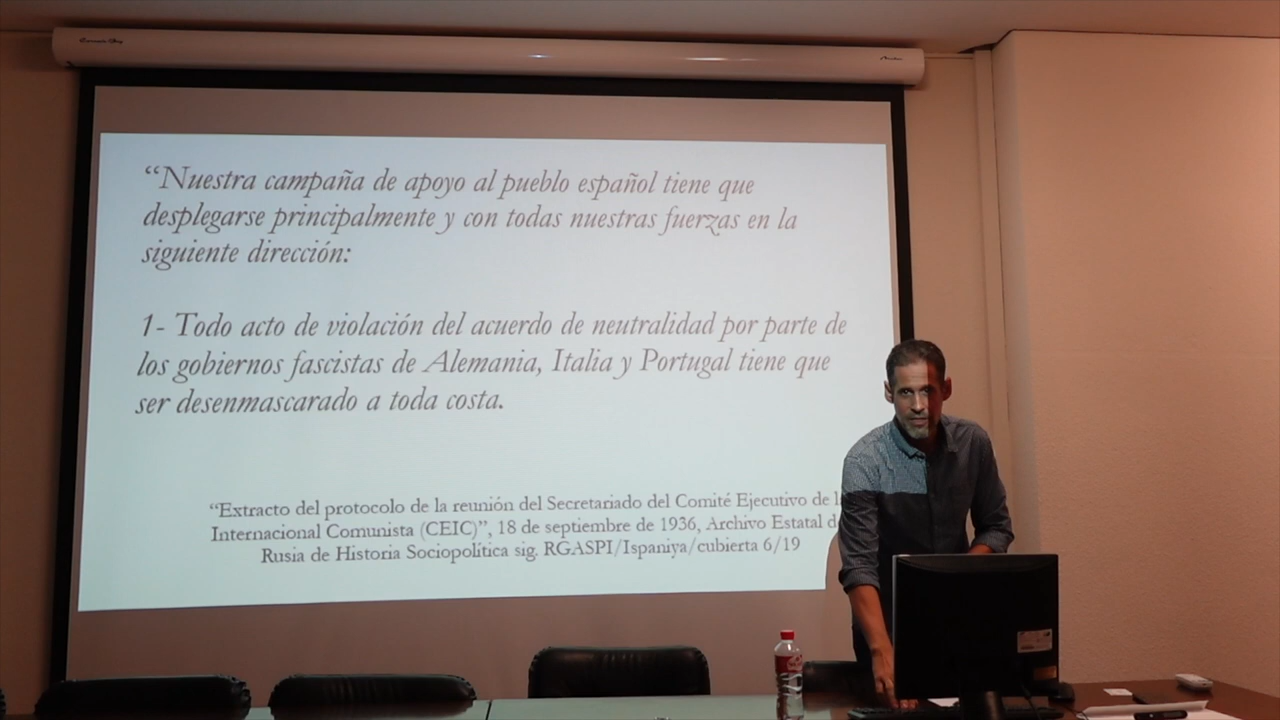 “Nuestra campaña de apoyo al pueblo español tiene que
desplegarse principalmente y con todas nuestras fuerzas en la
siguiente dirección:
1- Todo acto de violación del acuerdo de neutralidad por parte de
los gobiernos fascistas de Alemania, Italia y Portugal tiene que
ser desenmascarado a toda costa.
“Extracto del protocolo de la reunión del Secretariado del Comité Ejecutivo de
Internacional Comunista (CEIC)”, 18 de septiembre de 1936, Archivo Estatal
Rusia de Historia Sociopolítica sig. RGASPI/Ispaniya/cubierta 6/19